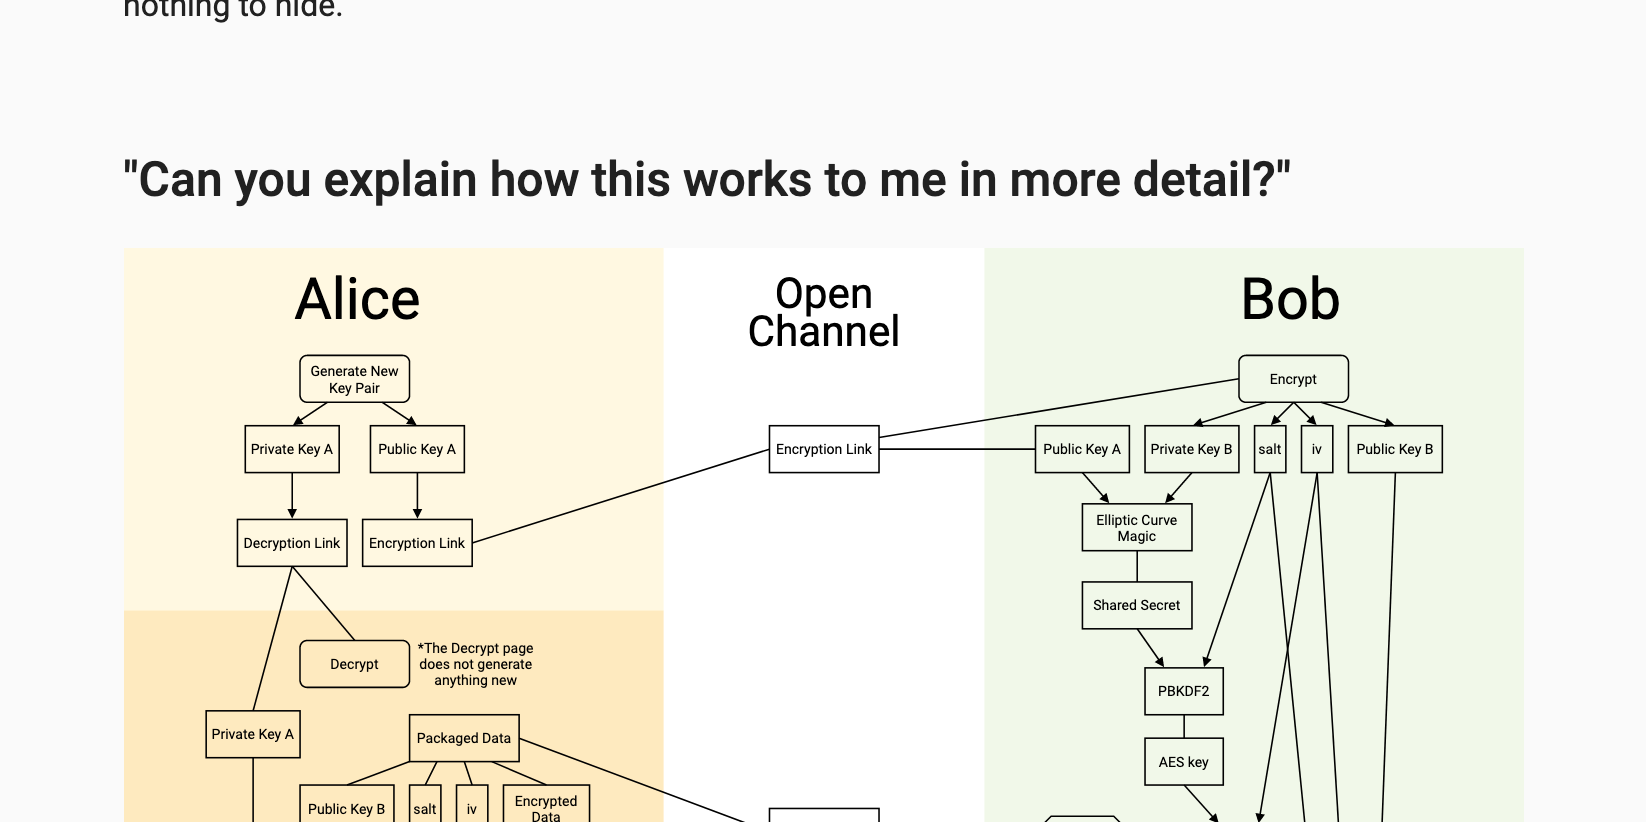 nothing to hide.
"Can you explain how this works to me in more detail?"
Alice
Open
Channel
Bob
Generate New
Key Pair
Encrypt
Private Key A
Public Key A
Encryption Link
Public Key A
Private Key B
salt
iv
Public Key B
Decryption Link
Encryption Link
Elliptic Curve
Magic
Shared Secret
Decrypt
*The Decrypt page
does not generate
anything new
PBKDF2
Private Key A
Packaged Data
AES key
Public Key B
salt
iv
Encrypted
Data